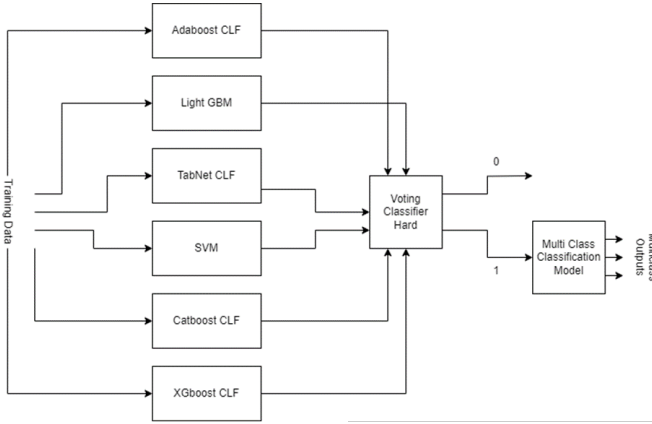 Adaboost CLF
Light GBM
TabNet CLF
SVM
Catboost CLF
XGboost CLF
Training Data
Voting
Classifier
Hard
0
1
Multi Class
Classification
Model
Outputs